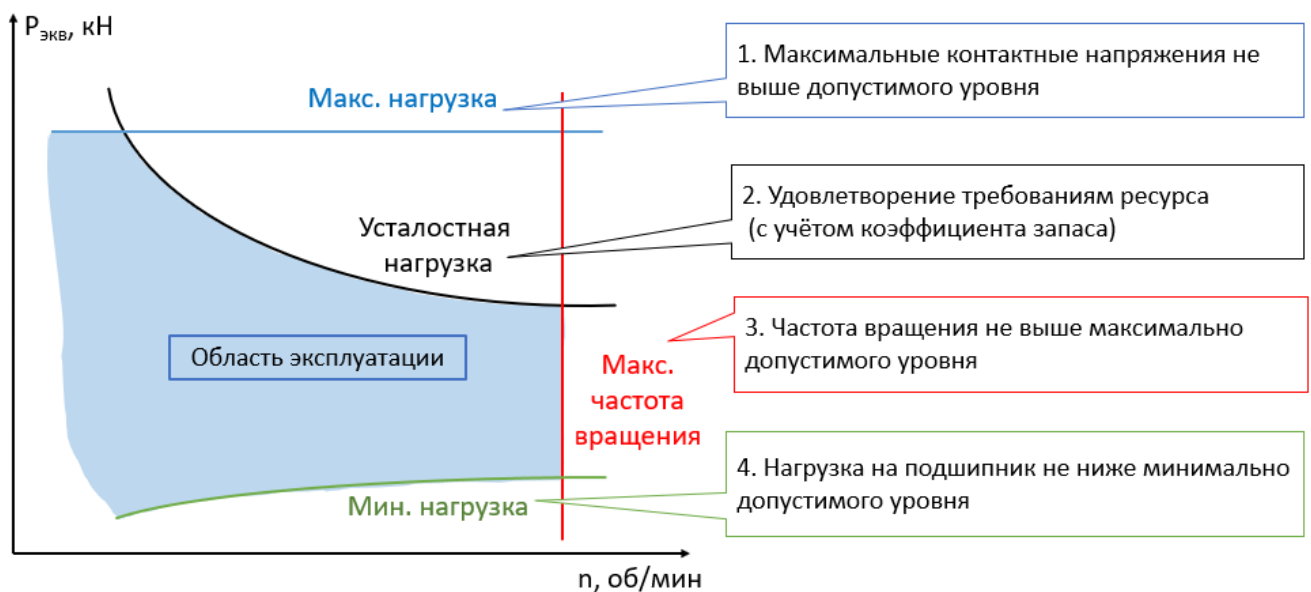 Pэкв, кН
Макс. нагрузка
1. Максимальные контактные напряжения не
выше допустимого уровня
Усталостная
нагрузка
2. Удовлетворение требованиям ресурса
(с учётом коэффициента запаса)
Область эксплуатации
Макс.
частота
вращения
3. Частота вращения не выше максимально
допустимого уровня
Мин. нагрузка
4. Нагрузка на подшипник не ниже минимально
допустимого уровня
n, об/мин